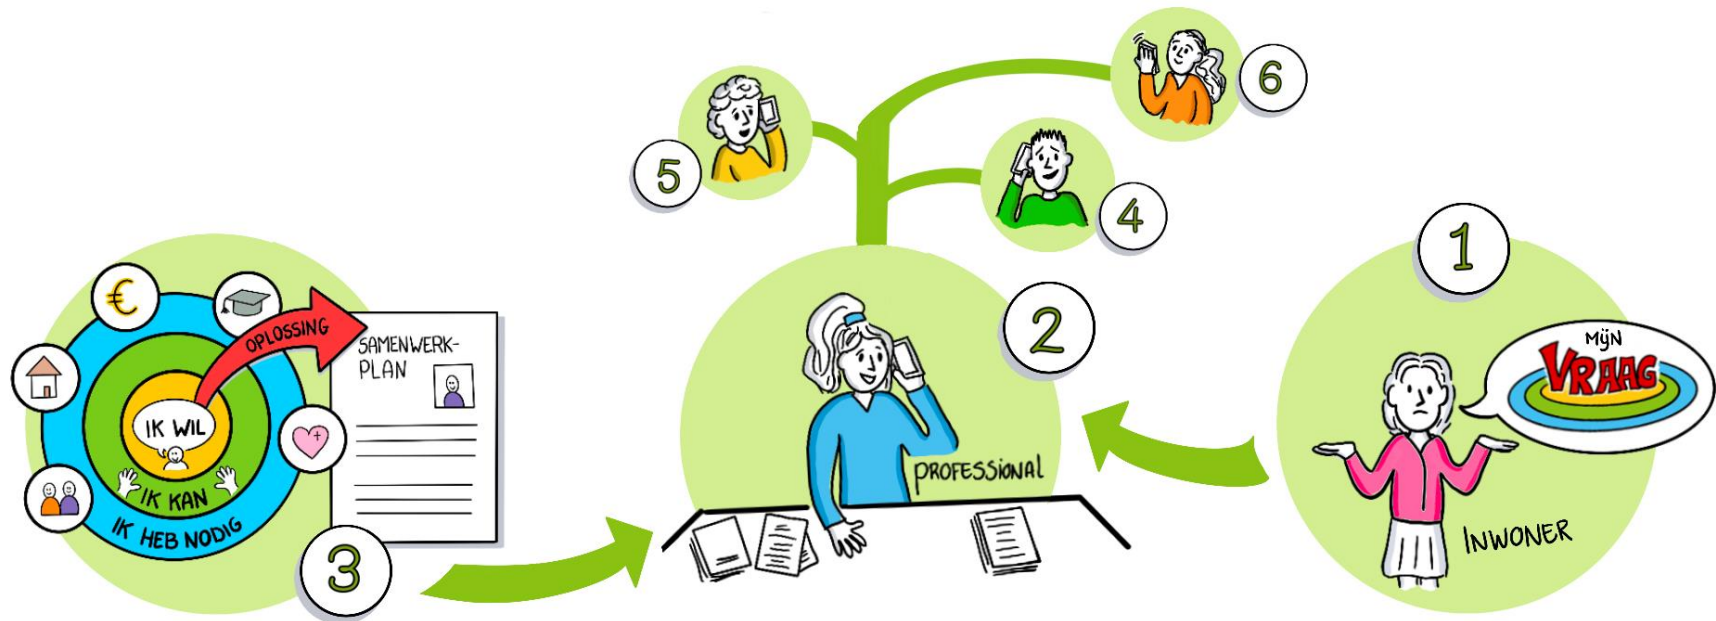 €
OPLOSSING
SAMENWERK-
PLAN
IK WIL
IK KAN
IK HEB NODIG
3
5
6
4
2
PROFESSIONAL
1
MIJN
VRAAG
INWONER